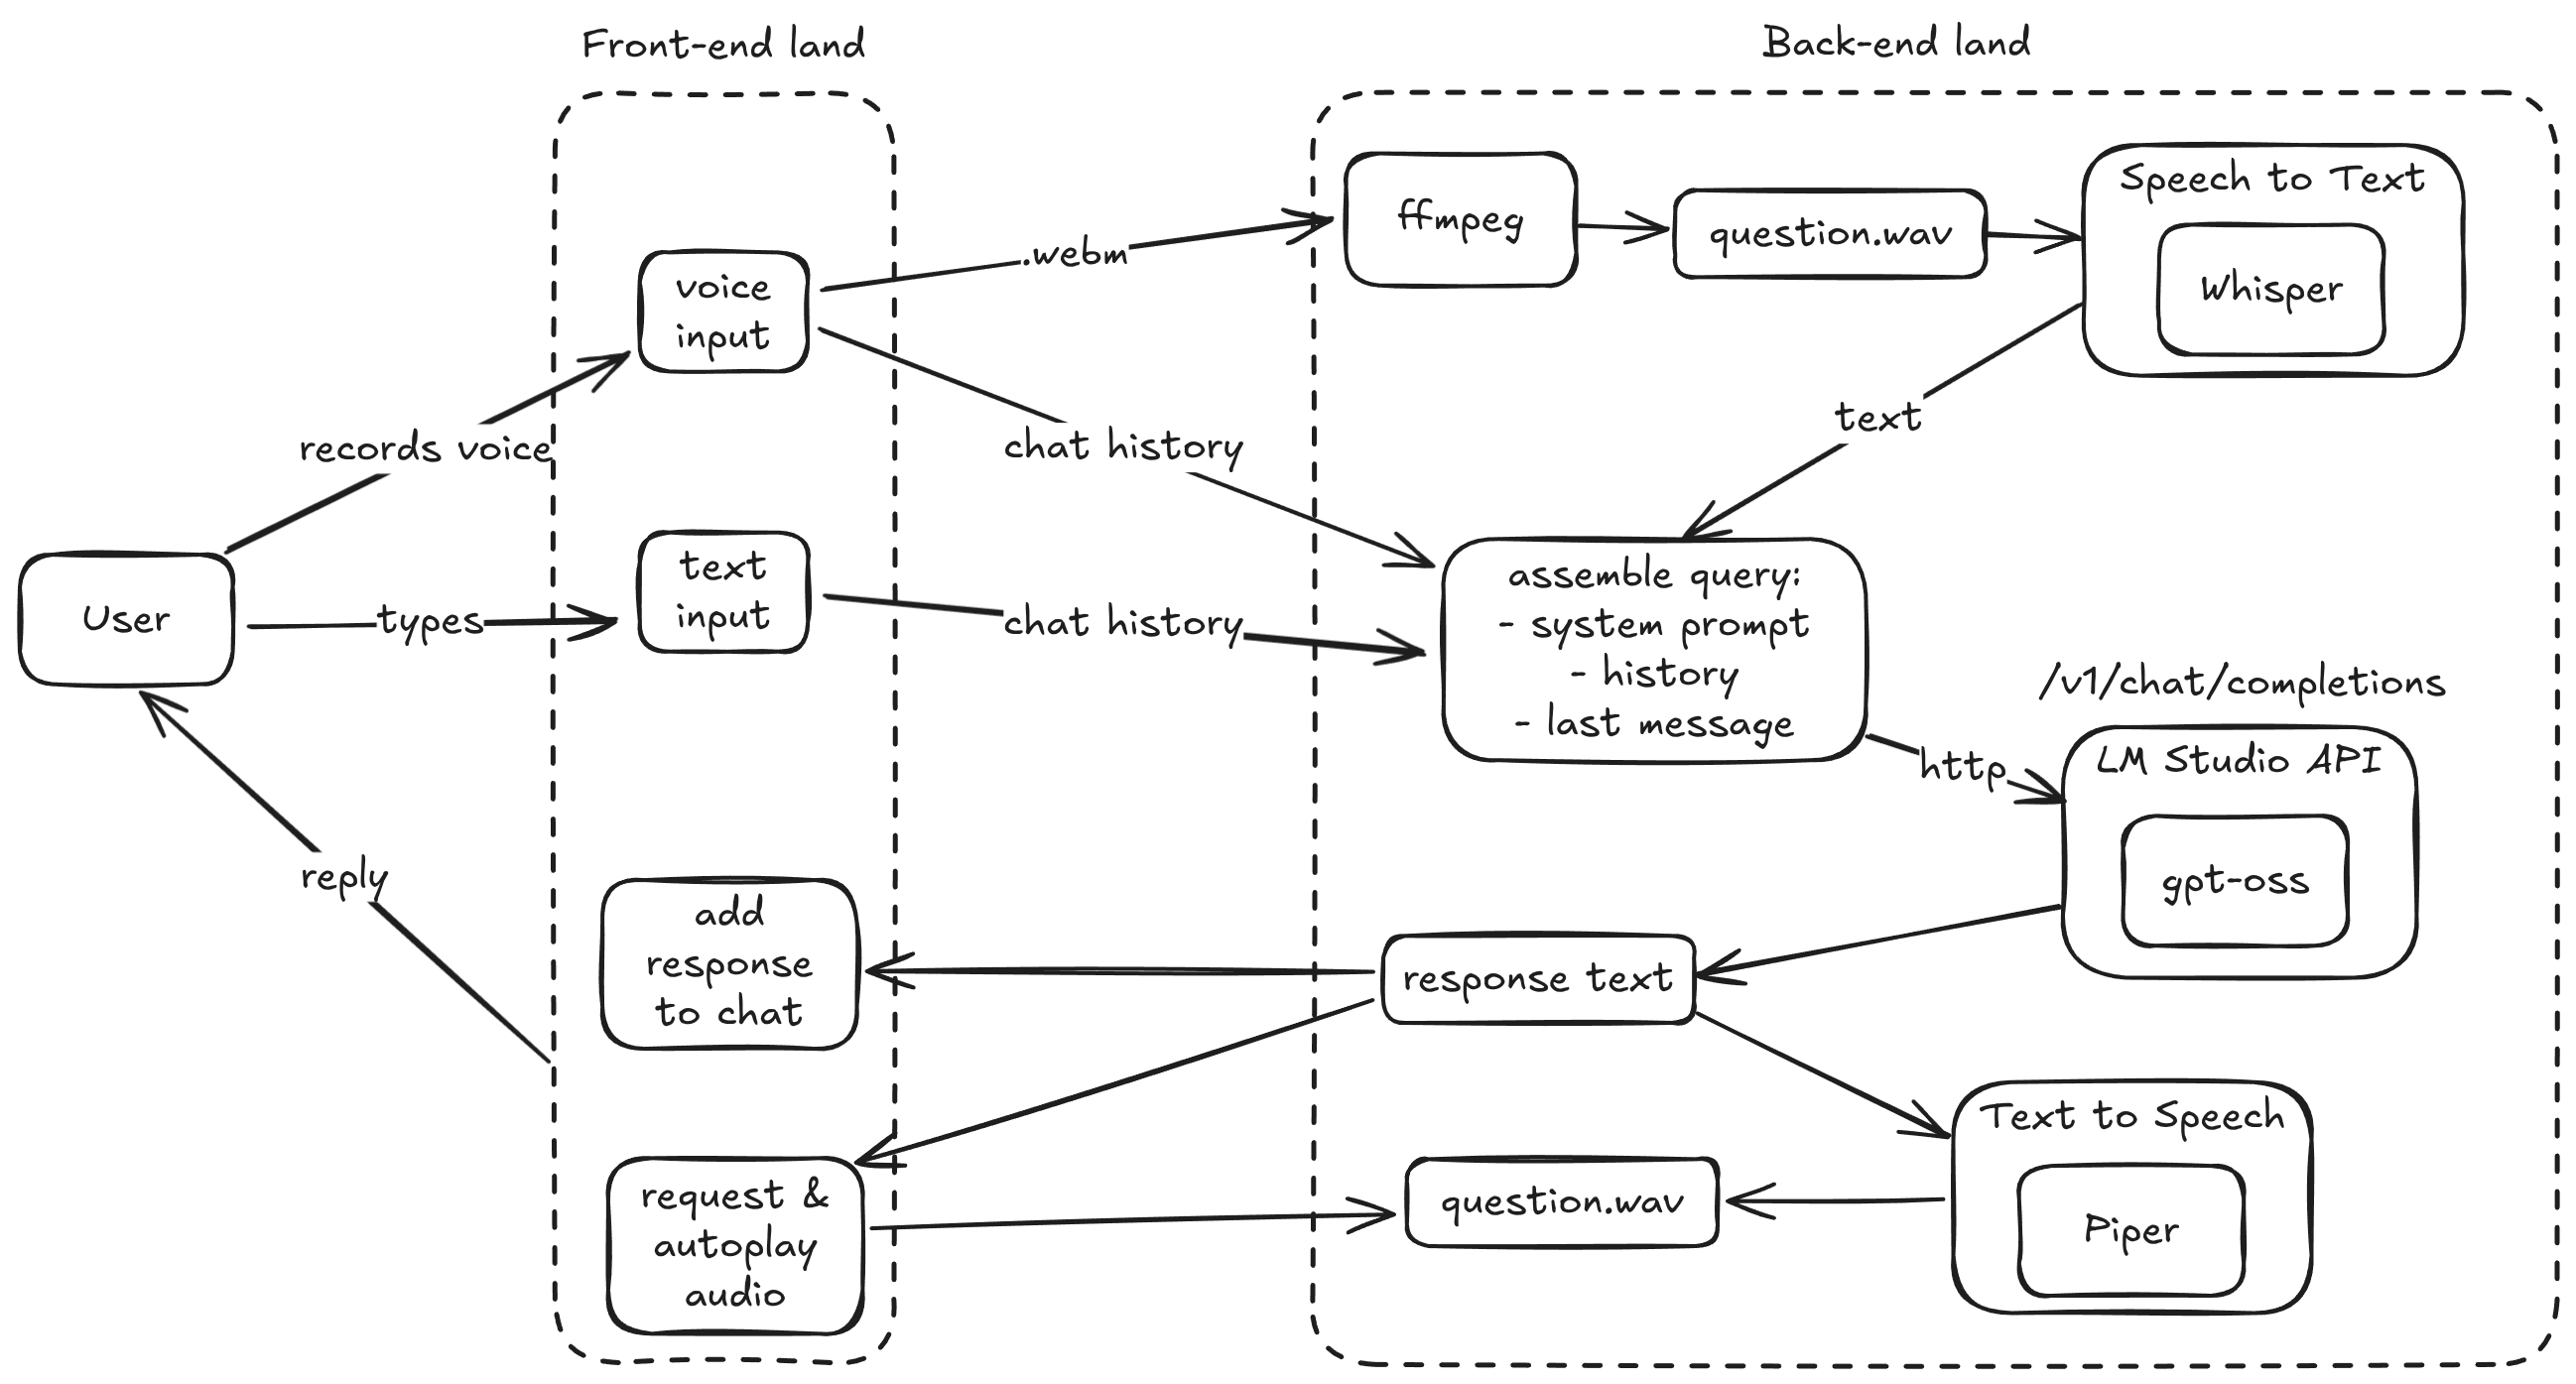 Front-end land
Back-end land
ffmpeg
question.wav
Speech to Text
Whisper
voice
input
.webm
records voice
chat history
text
User
types
text
input
chat history
assemble query:
- system prompt
- history
- last message
/v1/chat/completions
http
LM Studio API
gpt-oss
reply
add
response
to chat
response text
Text to Speech
Piper
request &
autoplay
audio
question.wav